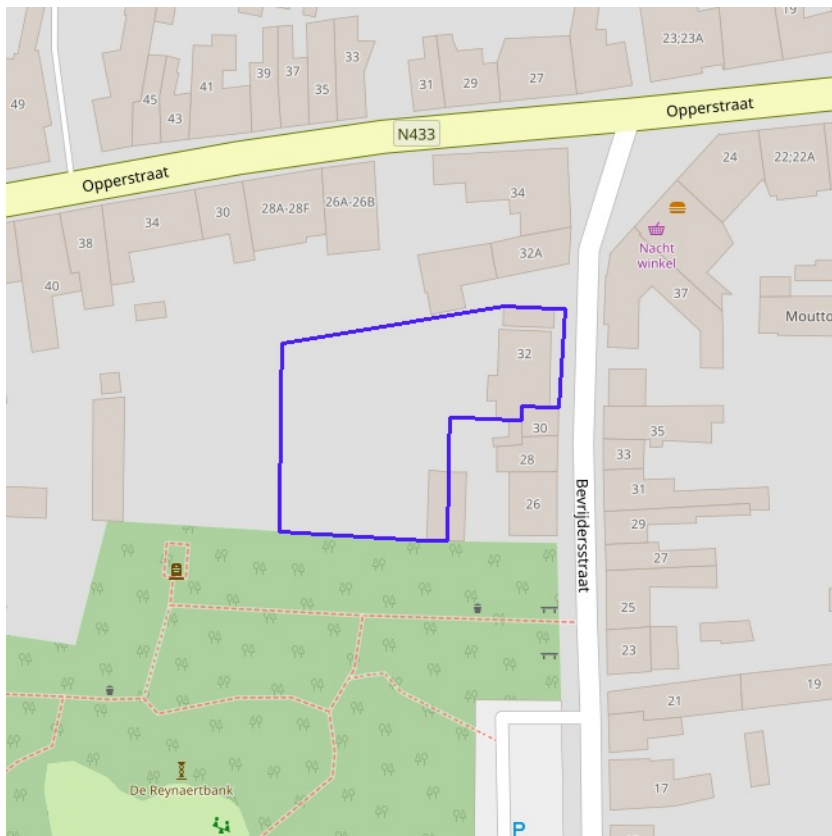 19
23;23A
33
37
39
41
35
31
29
27
45
43
49
Opperstraat
N433
Opperstraat
24
22;22A
34
32A
26A-26B
28A-28F
30
34
38
40
Nacht
winkel
37
Moutto
32
30
28
26
35
33
31
29
27
25
23
21
19
17
Bevrijdersstraat
De Reynaertbank
P